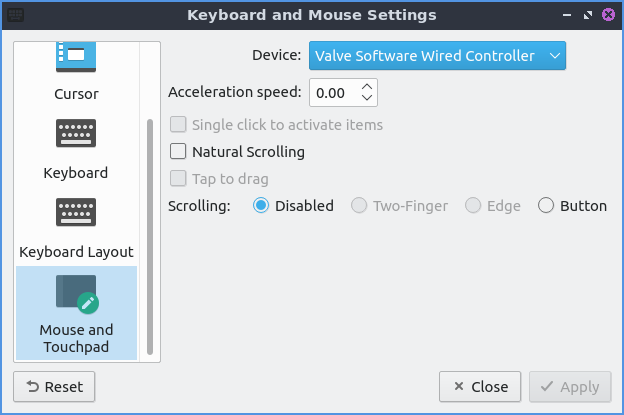 Keyboard and Mouse Settings
Cursor
Keyboard
Keyboard Layout
Mouse and
Touchpad
Device: Valve Software Wired Controller
Acceleration speed: 0.00
Single click to activate items
Natural Scrolling
Tap to drag
Scrolling: Disabled Two-Finger Edge Button
Reset Close Apply